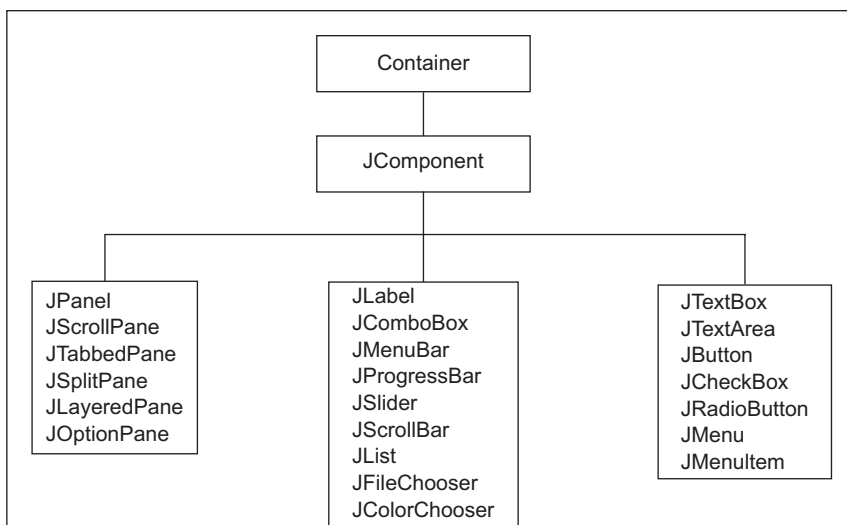 Container
JComponent
JPanel
JScrollPane
JTabbedPane
JSplitPane
JLayeredPane
JOptionPane
JLabel
JComboBox
JMenuBar
JProgressBar
JSlider
JScrollBar
JList
JFileChooser
JColorChooser
JTextBox
JTextArea
JButton
JCheckBox
JRadioButton
JMenu
JMenuItem